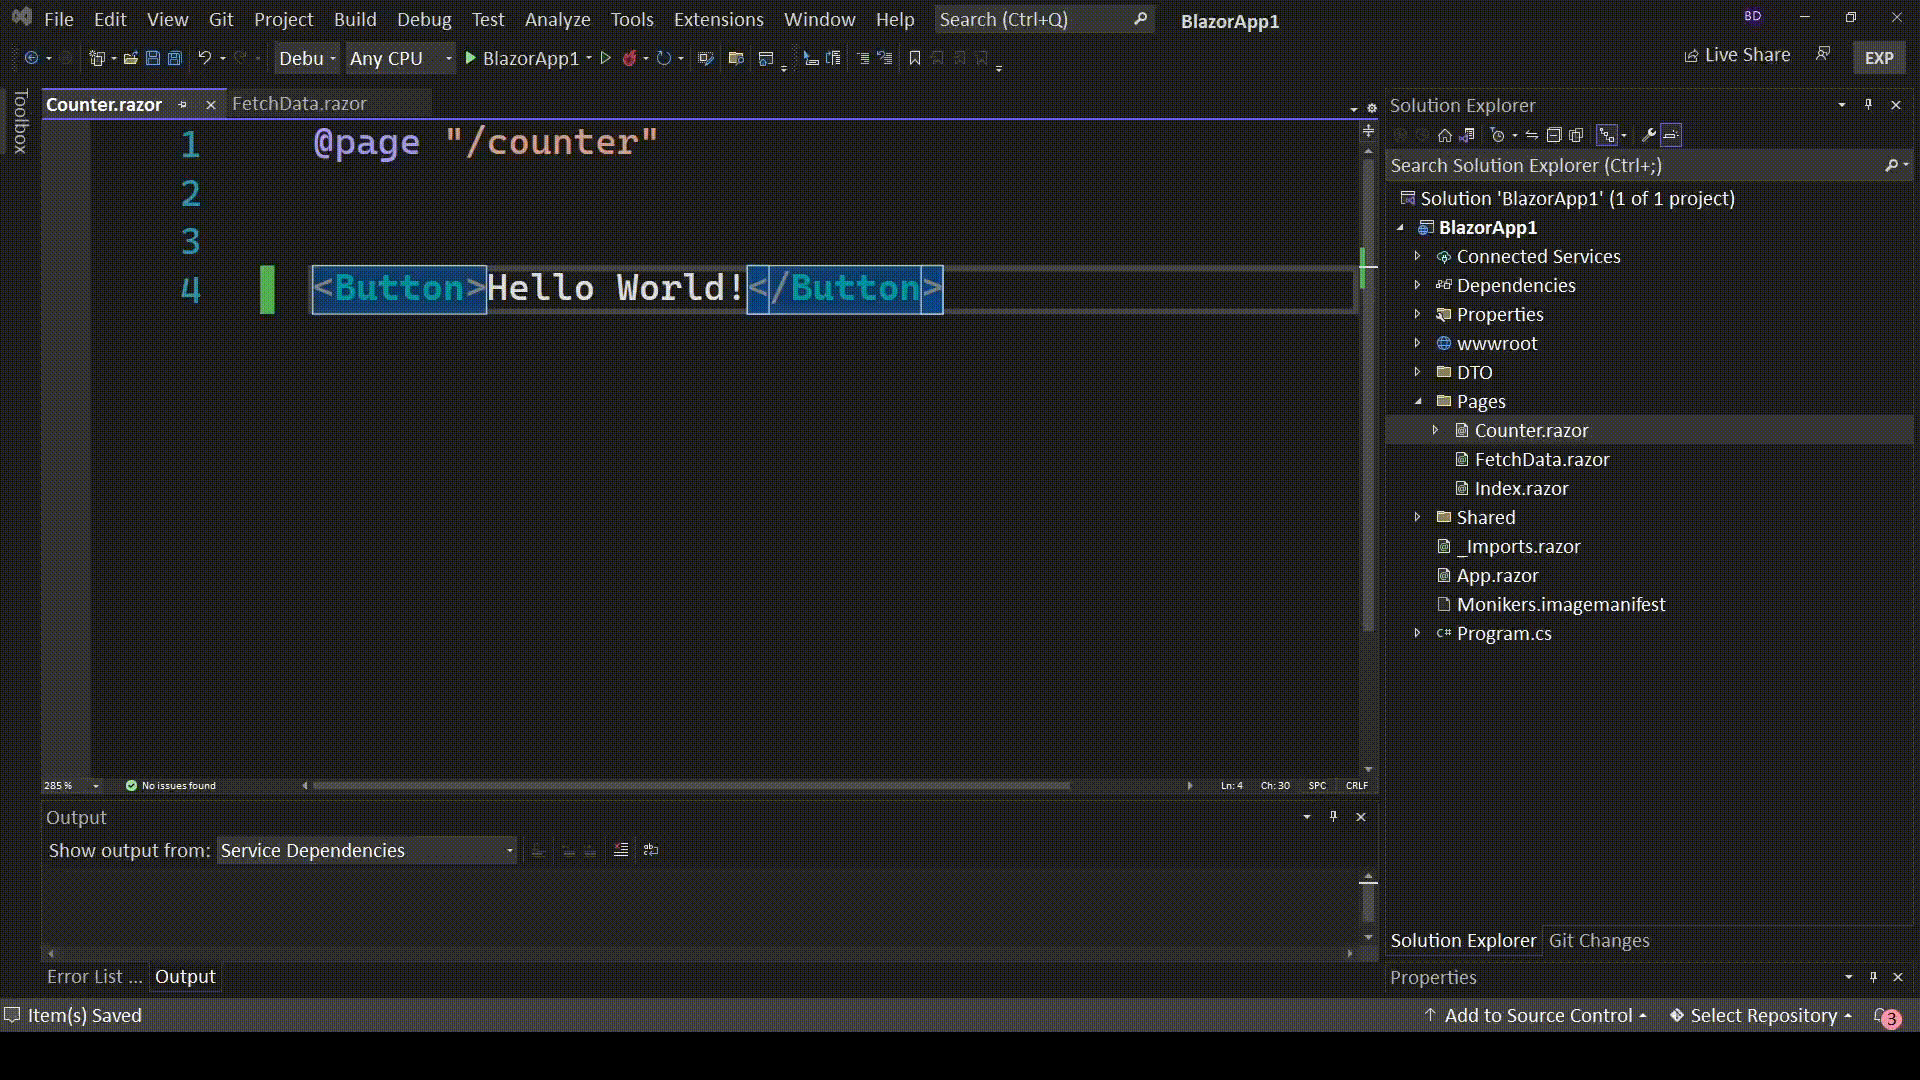 File Edit View Git Project Build Debug Test Analyze Tools Extensions Window Help Search (Ctrl+Q) BlazorApp1 BD
Debu Any CPU BlazorApp1 Live Share EXP
Toolbox
Counter.razor FetchData.razor
1 @page "/counter"
2
3
4 <Button>Hello World!</Button>
285 % No issues found Ln: 4 Ch: 30 SPC CRLF
Output
Show output from: Service Dependencies
Error List ... Output
Solution Explorer
Search Solution Explorer (Ctrl+;)
Solution 'BlazorApp1' (1 of 1 project)
BlazorApp1
Connected Services
Dependencies
Properties
wwwroot
DTO
Pages
Counter.razor
FetchData.razor
Index.razor
Shared
_Imports.razor
App.razor
Monikers.imagemanifest
C# Program.cs
Solution Explorer Git Changes
Properties
Item(s) Saved Add to Source Control Select Repository 3